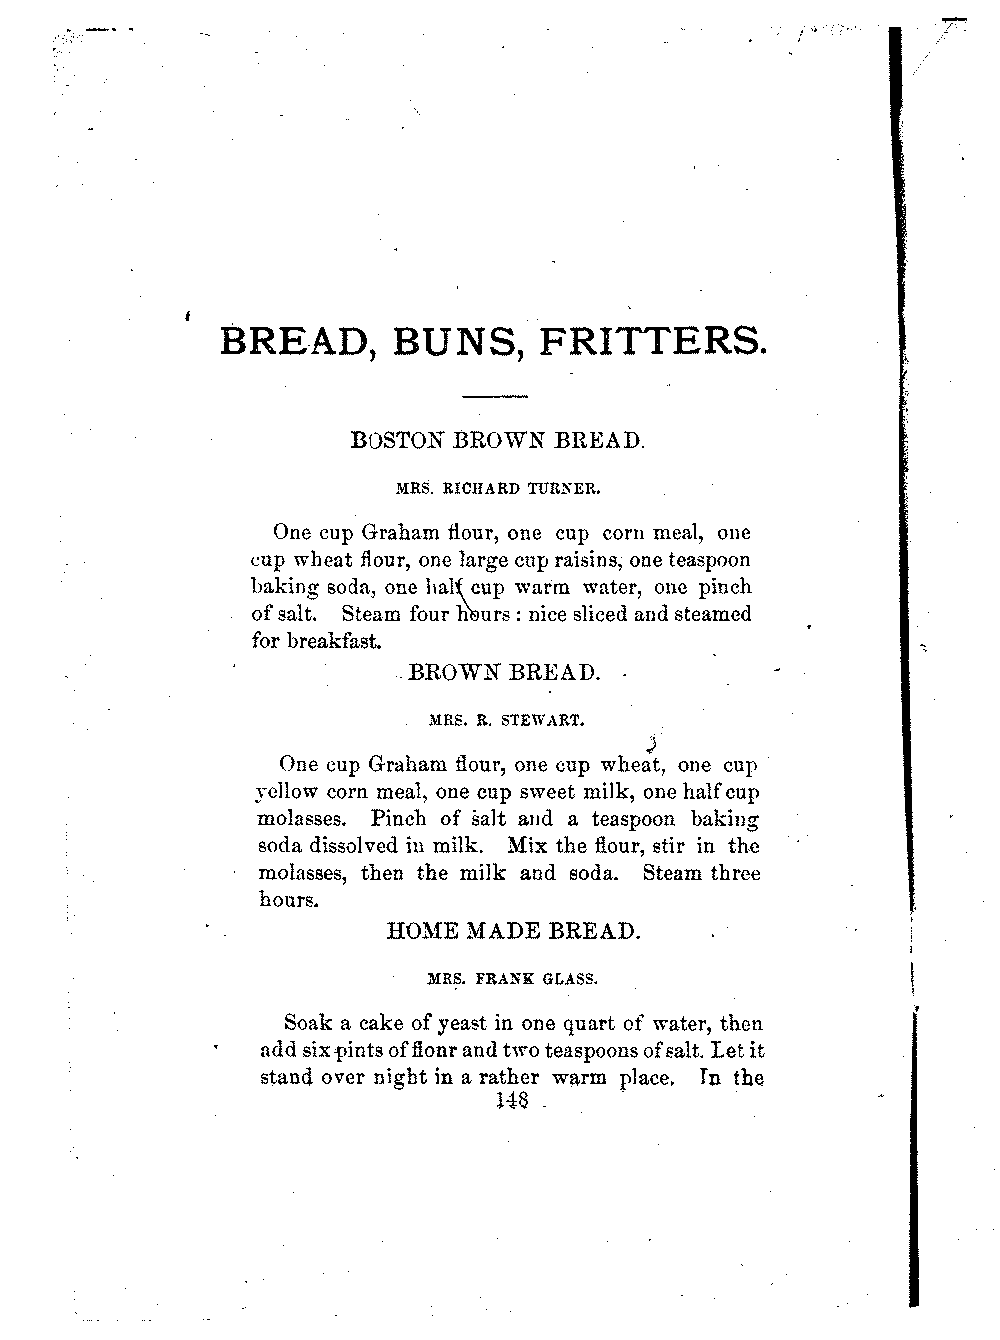 BREAD, BUNS, FRITTERS.
BOSTON BROWN BREAD.
MRS. RICHARD TURNER.
One cup Graham flour, one cup corn meal, one
cup wheat flour, one large cup raisins, one teaspoon
baking soda, one half cup warm water, one pinch
of salt. Steam four hours: nice sliced and steamed
for breakfast.
BROWN BREAD.
MRS. R. STEWART.
One cup Graham flour, one cup wheat, one cup
yellow corn meal, one cup sweet milk, one half cup
molasses. Pinch of salt and a teaspoon baking
soda dissolved in milk. Mix the flour, stir in the
molasses, then the milk and soda. Steam three
hours.
HOME MADE BREAD.
MRS. FRANK GLASS.
Soak a cake of yeast in one quart of water, then
add six pints of flonr and two teaspoons of salt. Let it
stand over night in a rather warm place. In the
148